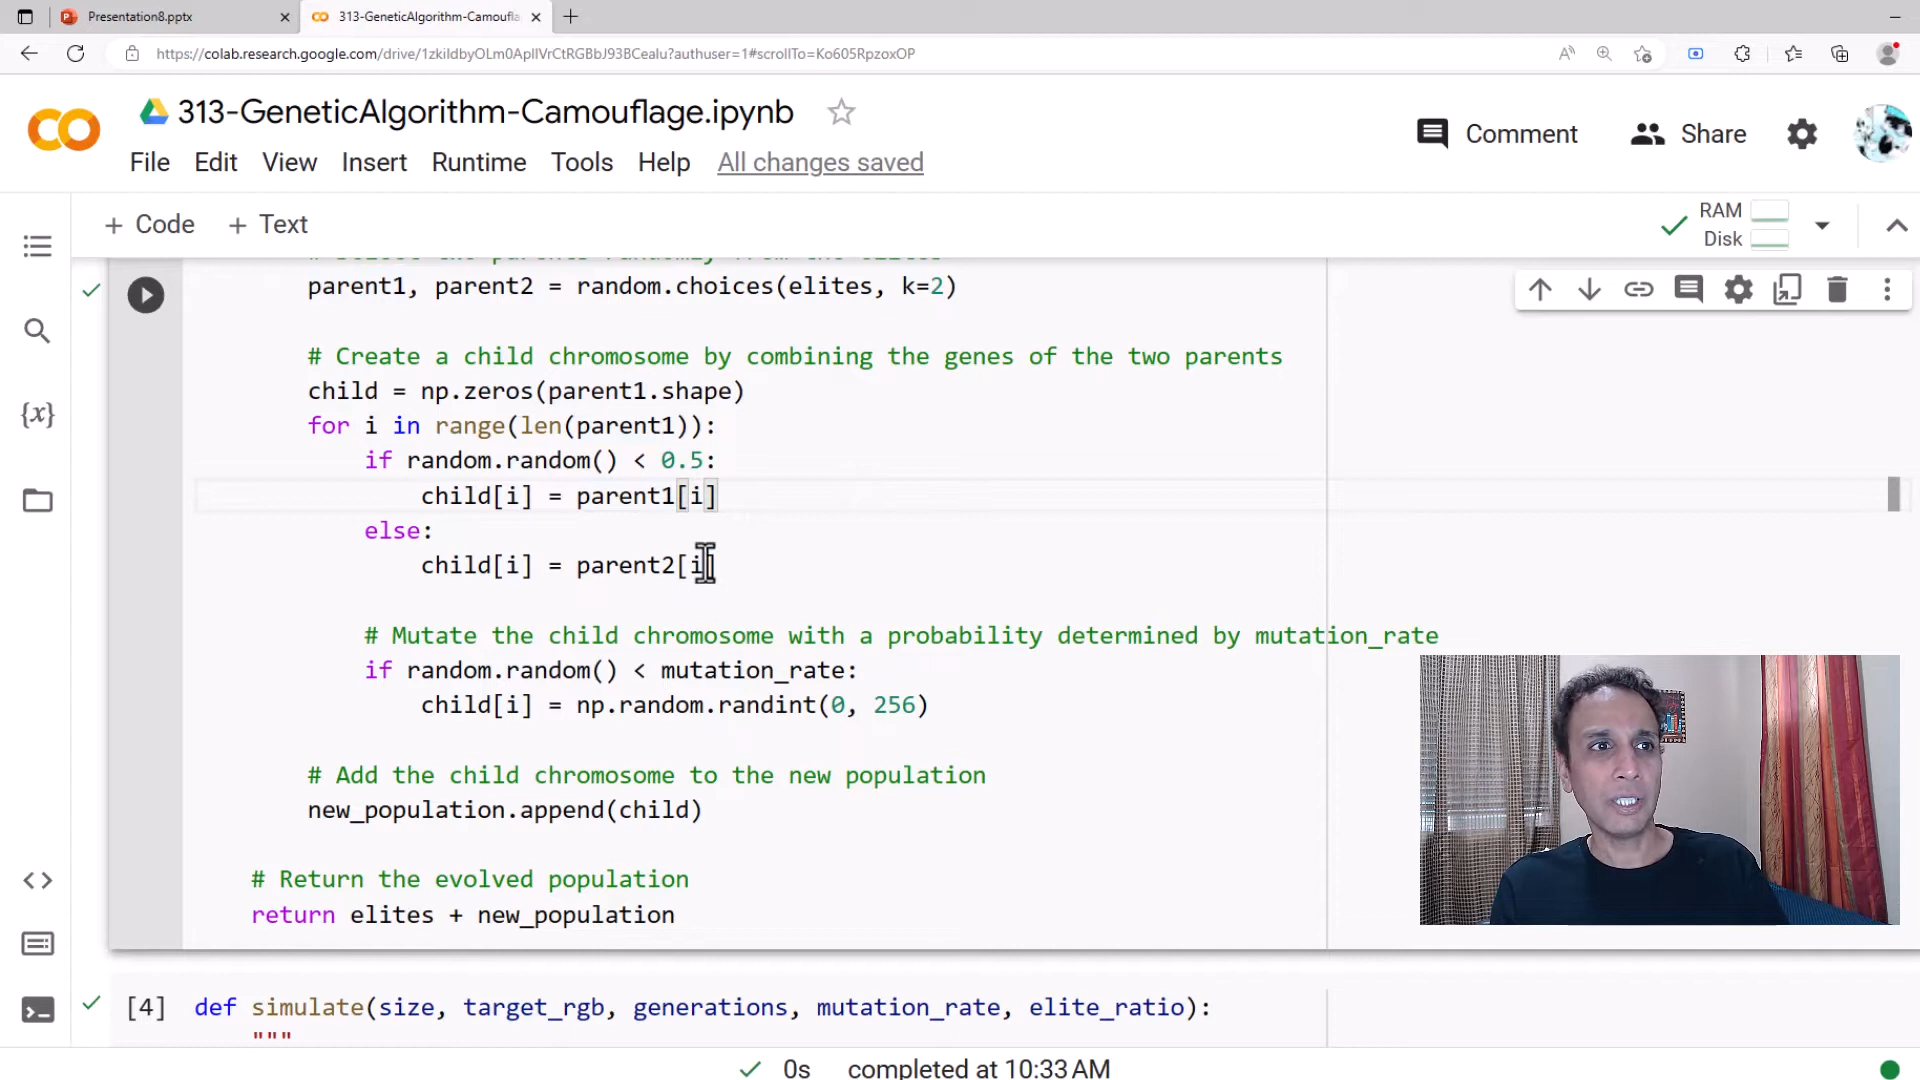 Presentation8.pptx
313-GeneticAlgorithm-Camoufla
https://colab.research.google.com/drive/1zkiIdbyOLm0ApIIVrCtRGBbJ93BCealu?authuser=1#scrollTo=Ko605RpzoxOP
313-GeneticAlgorithm-Camouflage.ipynb
File Edit View Insert Runtime Tools Help All changes saved
Comment Share
+ Code + Text
RAM
Disk
parent1, parent2 = random.choices(elites, k=2)
# Create a child chromosome by combining the genes of the two parents
child = np.zeros(parent1.shape)
for i in range(len(parent1)):
if random.random() < 0.5:
child[i] = parent1[i]
else:
child[i] = parent2[i]
# Mutate the child chromosome with a probability determined by mutation_rate
if random.random() < mutation_rate:
child[i] = np.random.randint(0, 256)
# Add the child chromosome to the new population
new_population.append(child)
# Return the evolved population
return elites + new_population
[4] def simulate(size, target_rgb, generations, mutation_rate, elite_ratio):
"""
0s completed at 10:33 AM